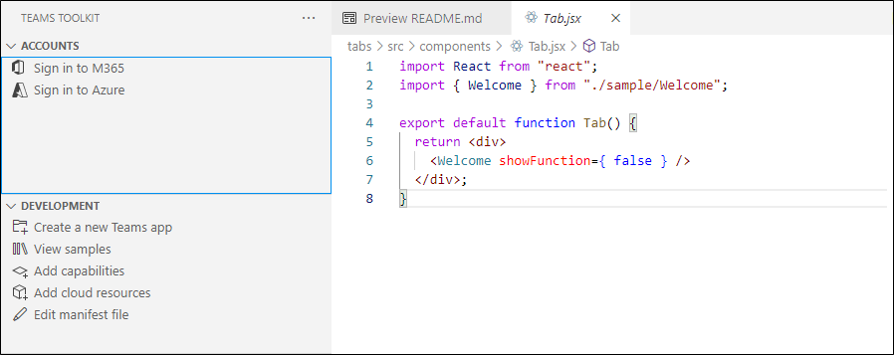 TEAMS TOOLKIT
ACCOUNTS
Sign in to M365
Sign in to Azure
DEVELOPMENT
Create a new Teams app
View samples
Add capabilities
Add cloud resources
Edit manifest file
Preview README.md
Tab.jsx
tabs > src > components > Tab.jsx > Tab
1 import React from "react";
2 import { Welcome } from "./sample/Welcome";
3
4 export default function Tab() {
5 return <div>
6 <Welcome showFunction={ false } />
7 </div>;
8 }